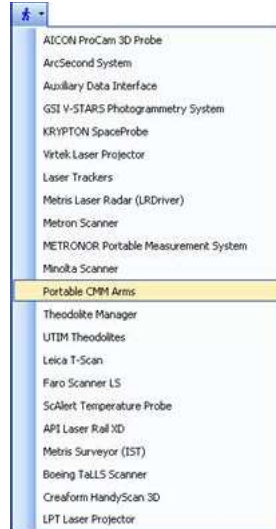 AICON ProCam 3D Probe
ArcSecond System
Auxiliary Data Interface
GSI V-STARS Photogrammetry System
KRYPTON SpaceProbe
Virtek Laser Projector
Laser Trackers
Metris Laser Radar (LRDriver)
Metron Scanner
METRONOR Portable Measurement System
Minolta Scanner
Portable CMM Arms
Theodolite Manager
UTIM Theodolites
Leica T-Scan
Faro Scanner LS
ScAlert Temperature Probe
API Laser Rail XD
Metris Surveyor (IST)
Boeing TaLLS Scanner
Creaform HandyScan 3D
LPT Laser Projector